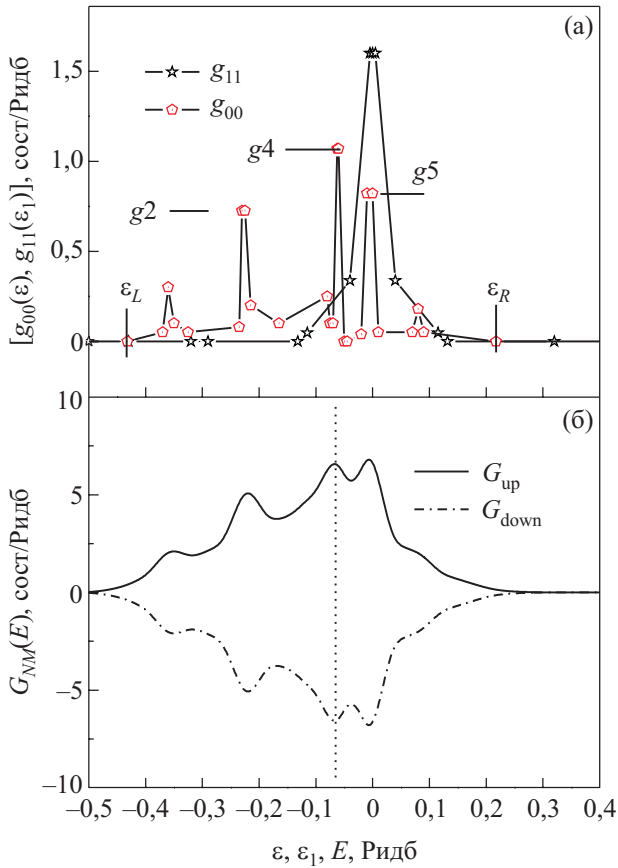 (а)
[g00(ε), g11(ε1)], сост/Ридб
1,5
1,0
0,5
0
g11
g00
g4
g5
g2
εL
εR
(б)
GNM(E), сост/Ридб
10
5
0
−5
−10
Gup
Gdown
−0,5 −0,4 −0,3 −0,2 −0,1 0 0,1 0,2 0,3 0,4
ε, ε1, E, Ридб